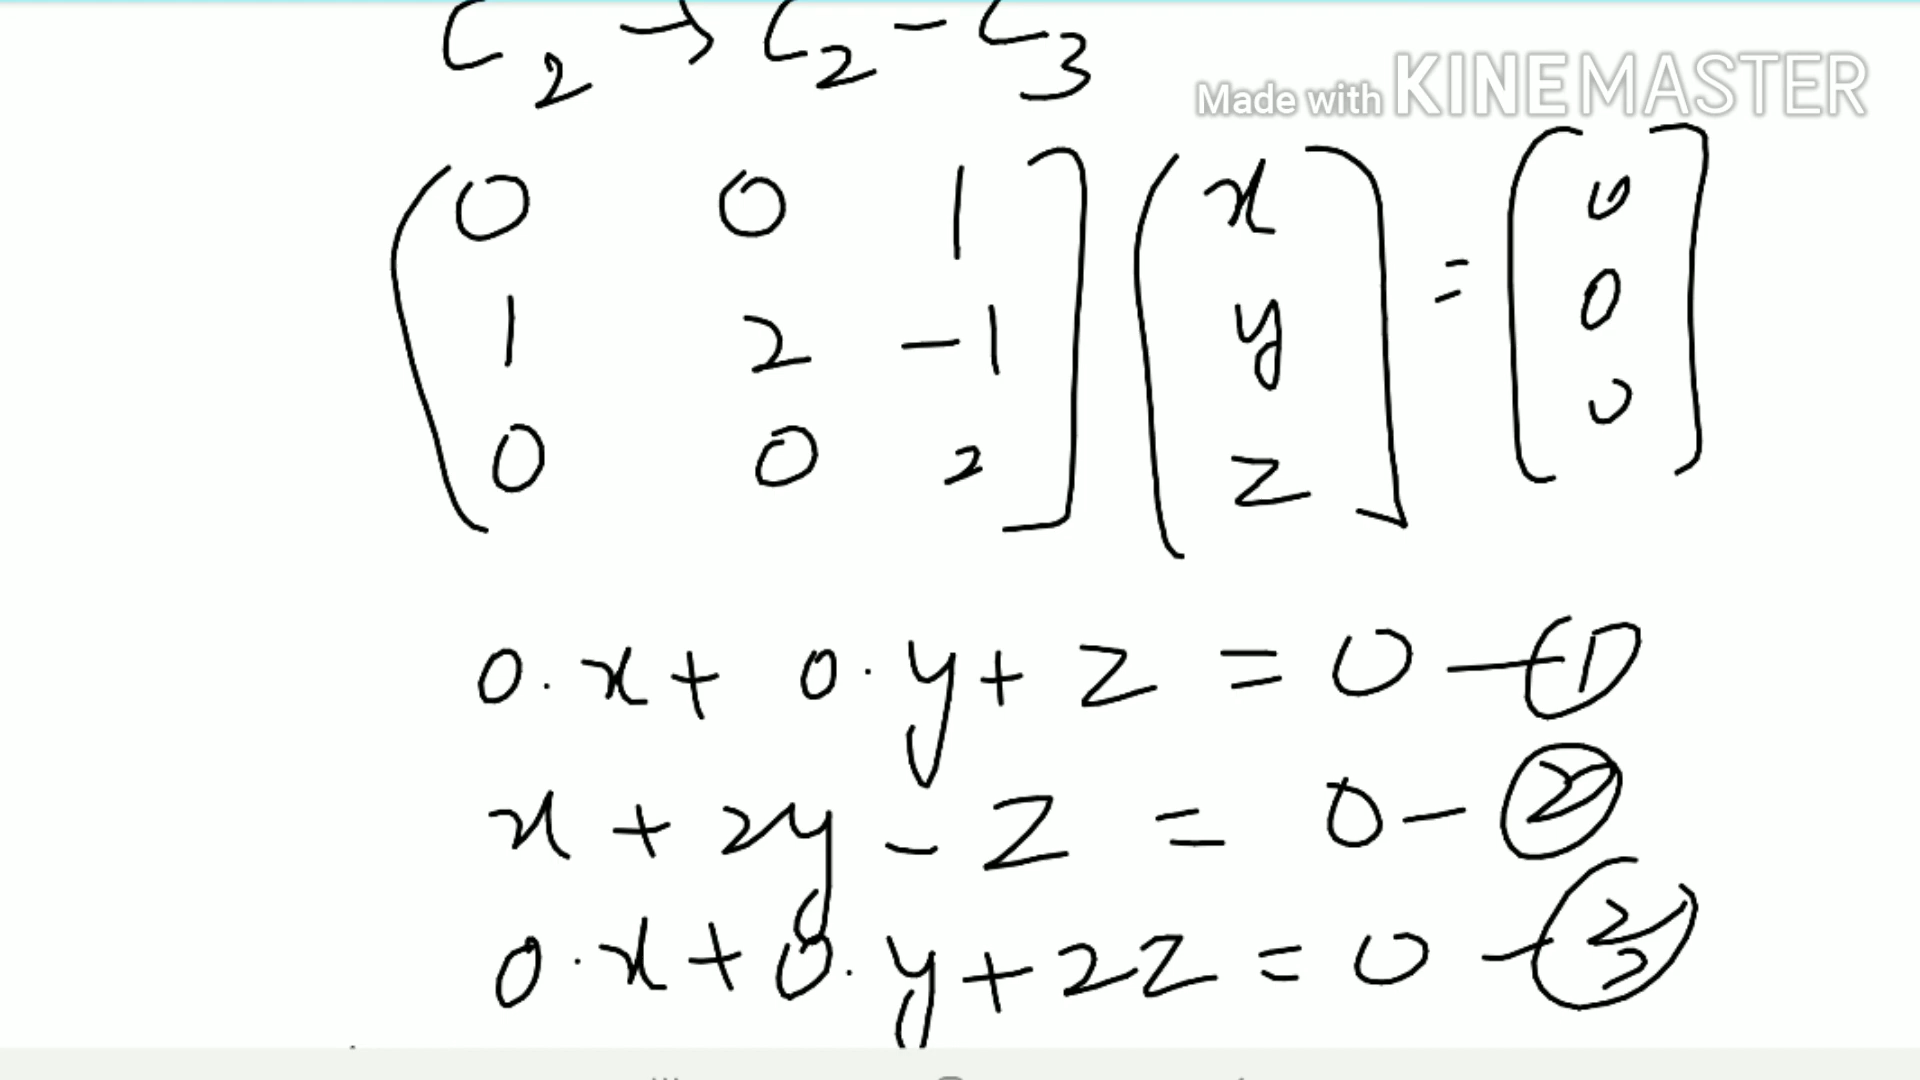 C₂ → C₂ - C₃
Made with KINEMASTER
0 0 1 x 0
1 2 -1 y = 0
0 0 2 z 0
0.x + 0.y + z = 0 - ①
x + 2y - z = 0 - ②
0.x + 0.y + 2z = 0 - ③